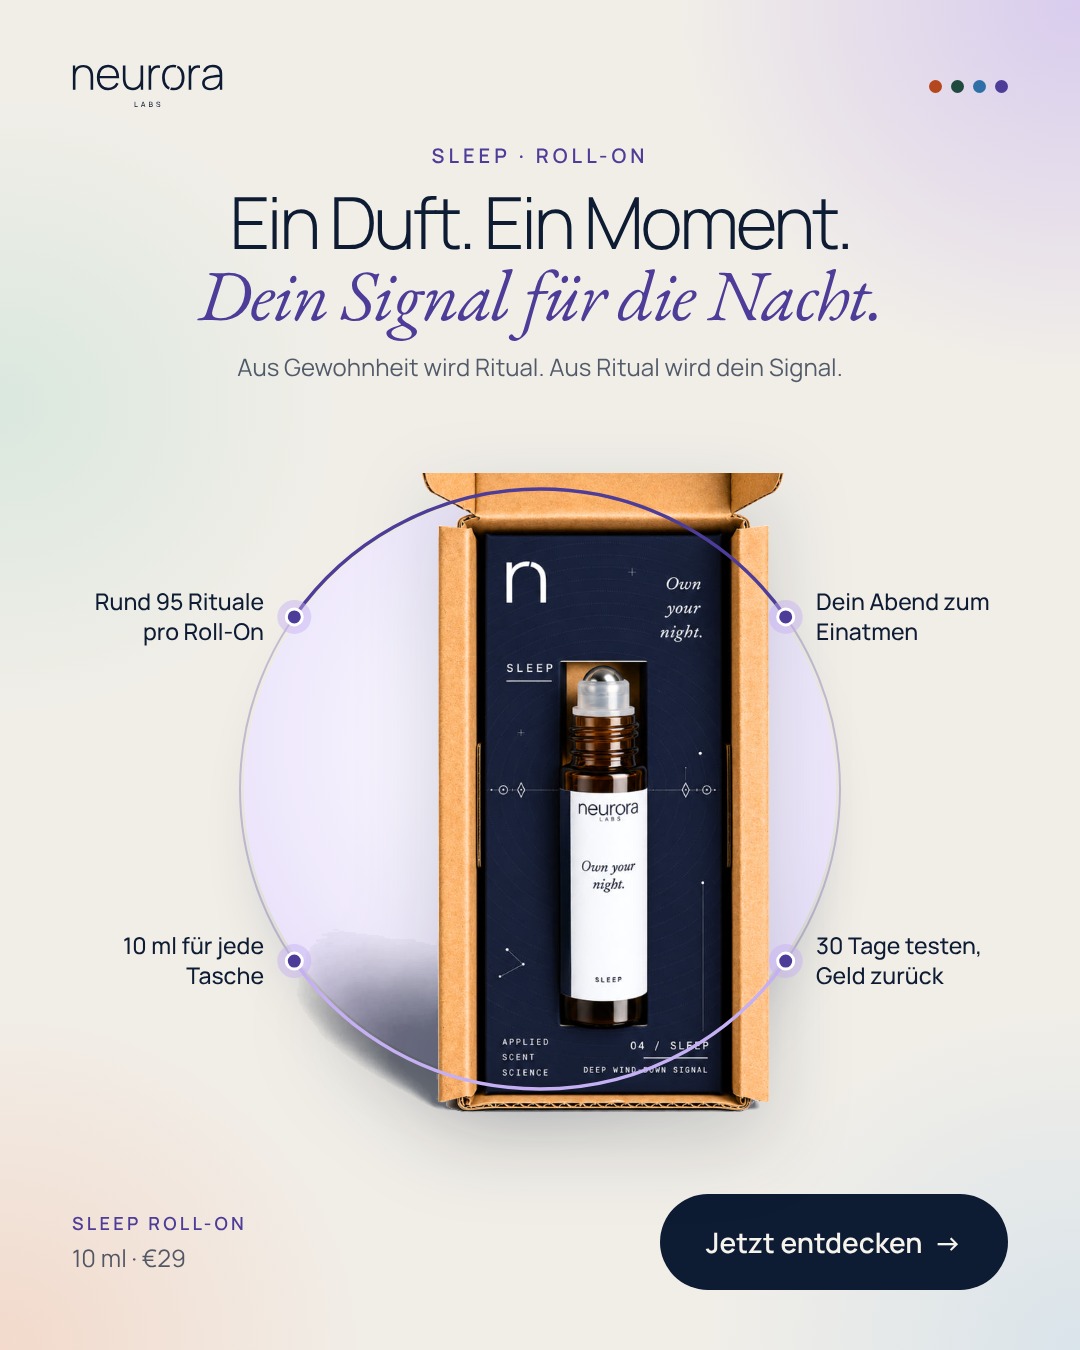 neurora
LABS
SLEEP · ROLL-ON
Ein Duft. Ein Moment.
Dein Signal für die Nacht.
Aus Gewohnheit wird Ritual. Aus Ritual wird dein Signal.
n
Own
your
night.
Rund 95 Rituale
pro Roll-On
Dein Abend zum
Einatmen
SLEEP
neurora
LABS
Own your
night.
SLEEP
10 ml für jede
Tasche
30 Tage testen,
Geld zurück
APPLIED
SCENT
SCIENCE
04 / SLEEP
DEEP WIND-DOWN SIGNAL
SLEEP ROLL-ON
10 ml · €29
Jetzt entdecken →